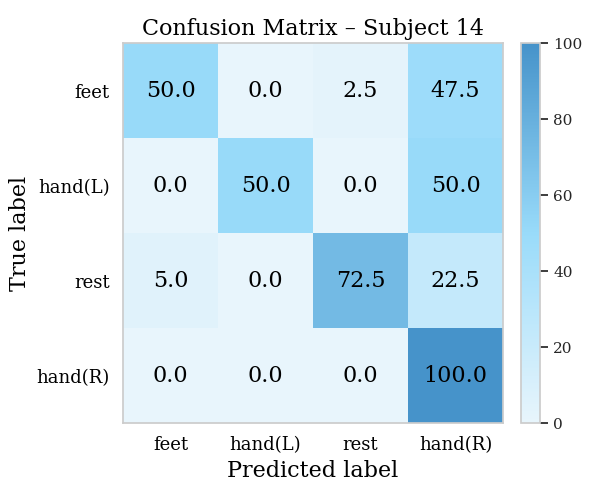 Confusion Matrix – Subject 14
True label
feet 50.0 0.0 2.5 47.5
hand(L) 0.0 50.0 0.0 50.0
rest 5.0 0.0 72.5 22.5
hand(R) 0.0 0.0 0.0 100.0
feet hand(L) rest hand(R)
Predicted label
100
80
60
40
20
0